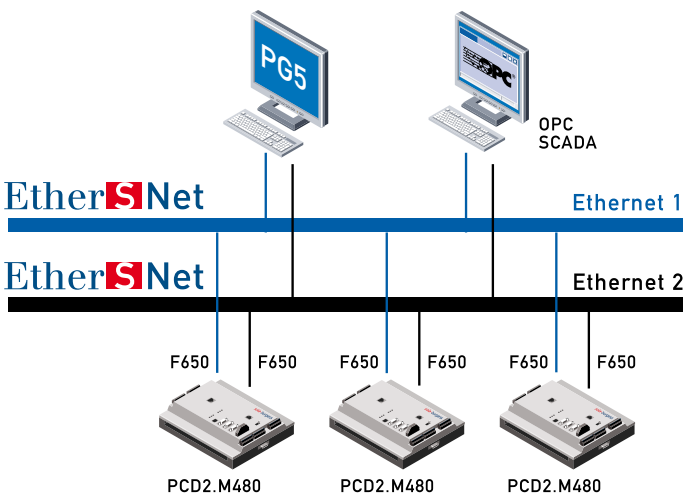 PG5
OPC
OPC
SCADA
EtherSNet
Ethernet 1
EtherSNet
Ethernet 2
F650 F650 F650 F650 F650 F650
PCD2.M480 PCD2.M480 PCD2.M480